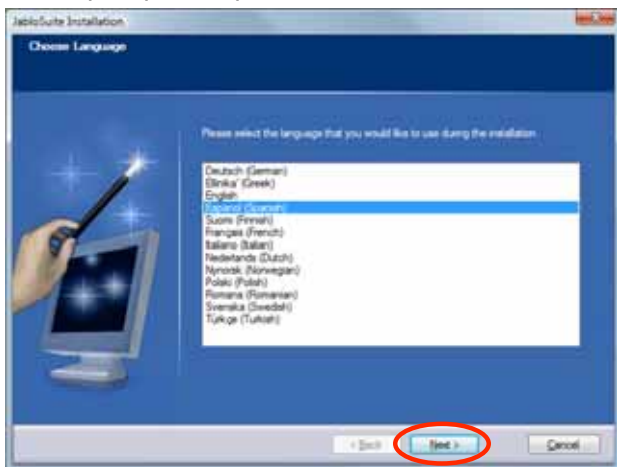 JabloSuite Installation
Choose Language
Please select the language that you would like to use during the installation
Deutsch (German)
Ellinika' (Greek)
English
Español (Spanish)
Suomi (Finnish)
Français (French)
Italiano (Italian)
Nederlands (Dutch)
Nynorsk (Norwegian)
Polski (Polish)
Romana (Romanian)
Svenska (Swedish)
Türkçe (Turkish)
< Back Next > Cancel